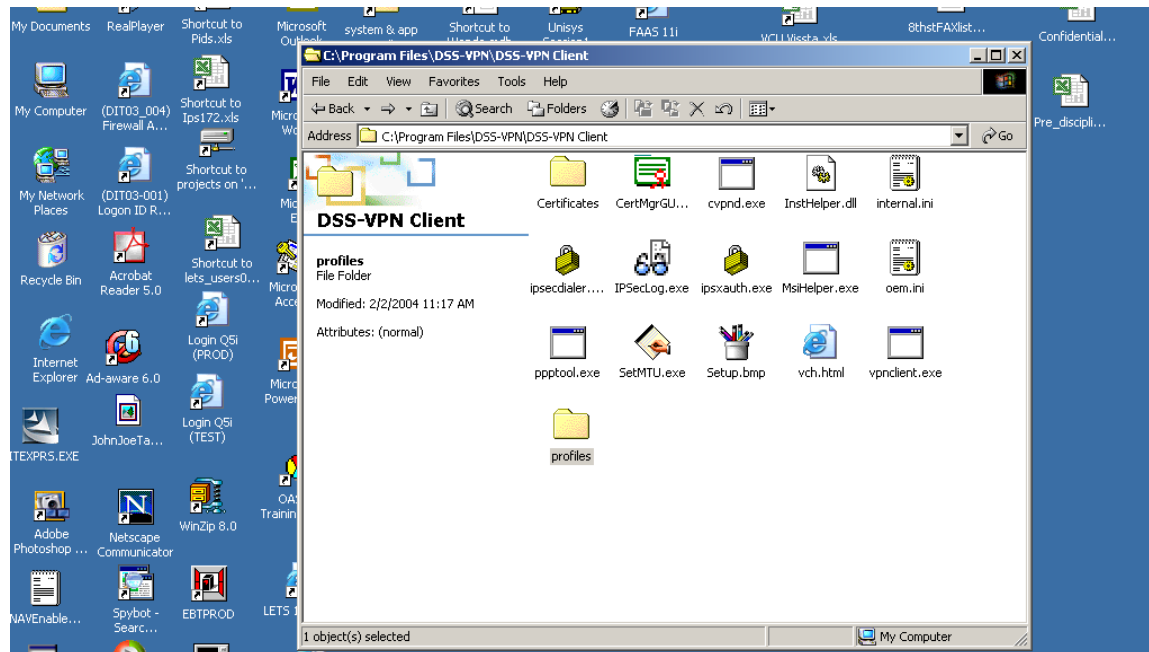 My Documents
RealPlayer
Shortcut to
Pids.xls
Microsoft
system & app
Shortcut to
Unisys
FAAS 11i
8thstFAXlist...
Confidential...
C:\Program Files\DSS-VPN\DSS-VPN Client
File Edit View Favorites Tools Help
Back Search Folders
Address C:\Program Files\DSS-VPN\DSS-VPN Client Go
My Computer
(DIT03_004)
Firewall A...
Shortcut to
Ips172.xls
Pre_discipli...
My Network
Places
(DIT03-001)
Logon ID R...
Shortcut to
projects on '...
Recycle Bin
Acrobat
Reader 5.0
Shortcut to
lets_users0...
Internet
Explorer
Ad-aware 6.0
Login Q5i
(PROD)
ITEXPRS.EXE
JohnJoeTa...
Login Q5i
(TEST)
Adobe
Photoshop ...
Netscape
Communicator
WinZip 8.0
NAVEnable...
Spybot -
Searc...
EBTPROD
DSS-VPN Client
profiles
File Folder
Modified: 2/2/2004 11:17 AM
Attributes: (normal)
Certificates CertMgrGU... cvpnd.exe InstHelper.dll internal.ini
ipsecdialer.... IPSecLog.exe ipsxauth.exe MsiHelper.exe oem.ini
ppptool.exe SetMTU.exe Setup.bmp vch.html vpnclient.exe
profiles
1 object(s) selected
My Computer